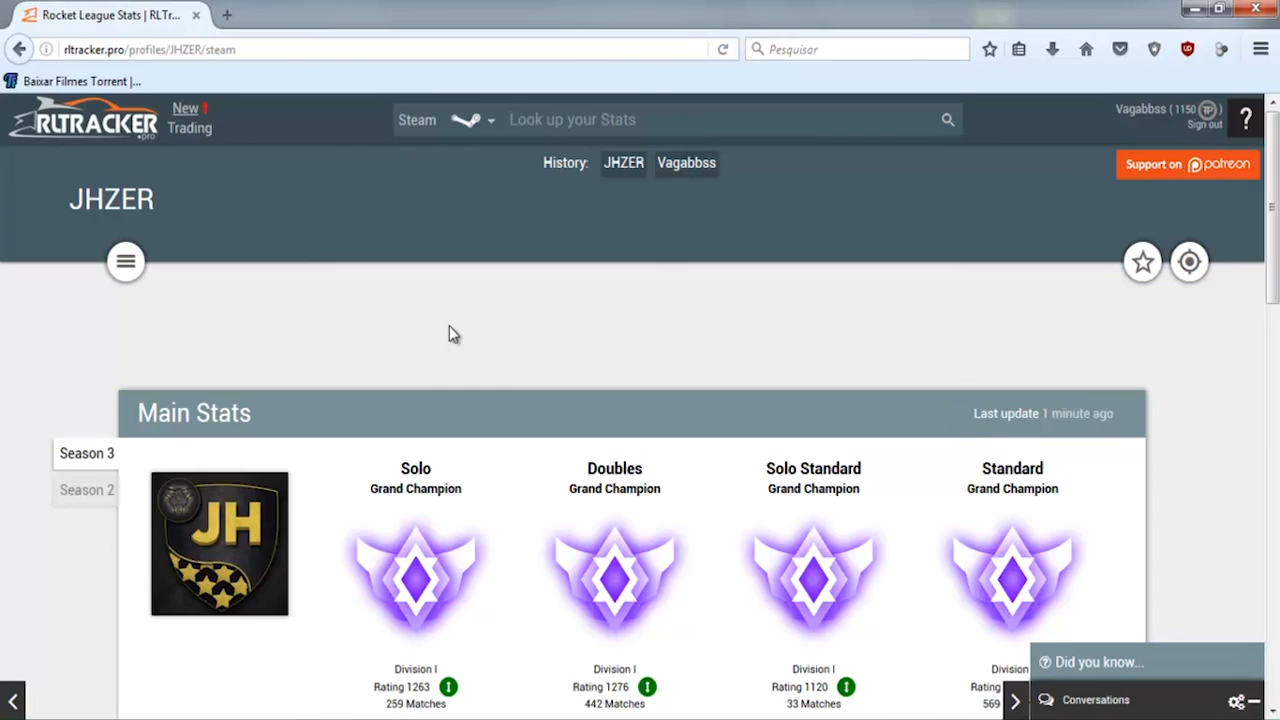 Rocket League Stats | RLTr...
rltracker.pro/profiles/JHZER/steam
Pesquisar
Baixar Filmes Torrent |...
RLTRACKER
.pro
New !
Trading
Steam
Look up your Stats
Vagabbss ( 1150 TP )
Sign out
?
History: JHZER Vagabbss
Support on patreon
JHZER
Main Stats
Last update 1 minute ago
Season 3
Season 2
JH
Solo
Grand Champion
Division I
Rating 1263
259 Matches
Doubles
Grand Champion
Division I
Rating 1276
442 Matches
Solo Standard
Grand Champion
Division I
Rating 1120
33 Matches
Standard
Grand Champion
Division
Rating
569
Did you know...
Conversations